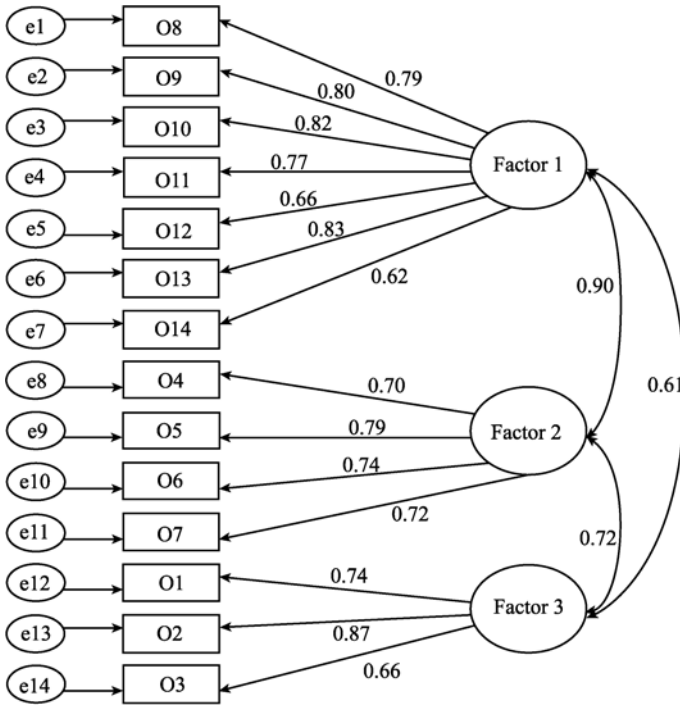 e1 O8
0.79
e2 O9
0.80
e3 O10
0.82
Factor 1
e4 O11
0.77
e5 O12
0.66
e6 O13
0.83
e7 O14
0.62
0.90
0.61
e8 O4
0.70
e9 O5
0.79
Factor 2
e10 O6
0.74
e11 O7
0.72
0.72
e12 O1
0.74
Factor 3
e13 O2
0.87
e14 O3
0.66